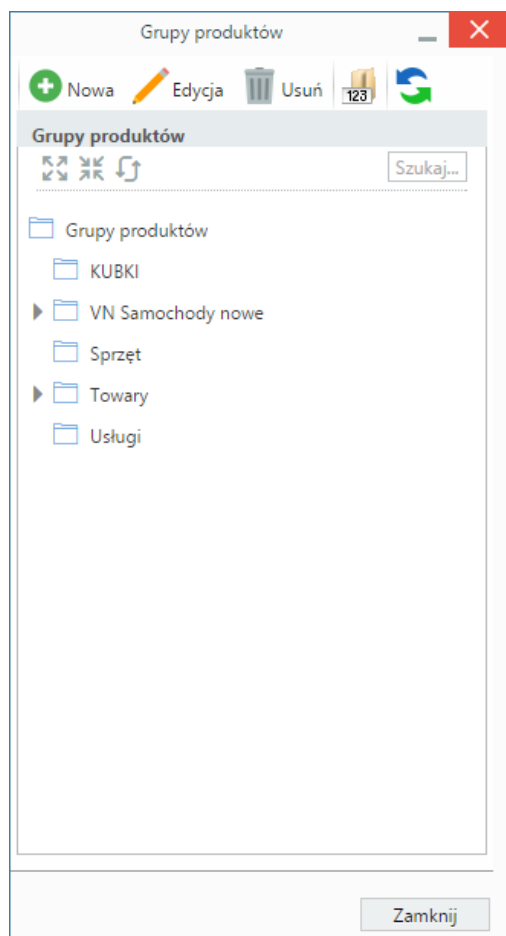 Grupy produktów
Nowa Edycja Usuń 123
Grupy produktów
Szukaj...
Grupy produktów
KUBKI
VN Samochody nowe
Sprzęt
Towary
Usługi
Zamknij